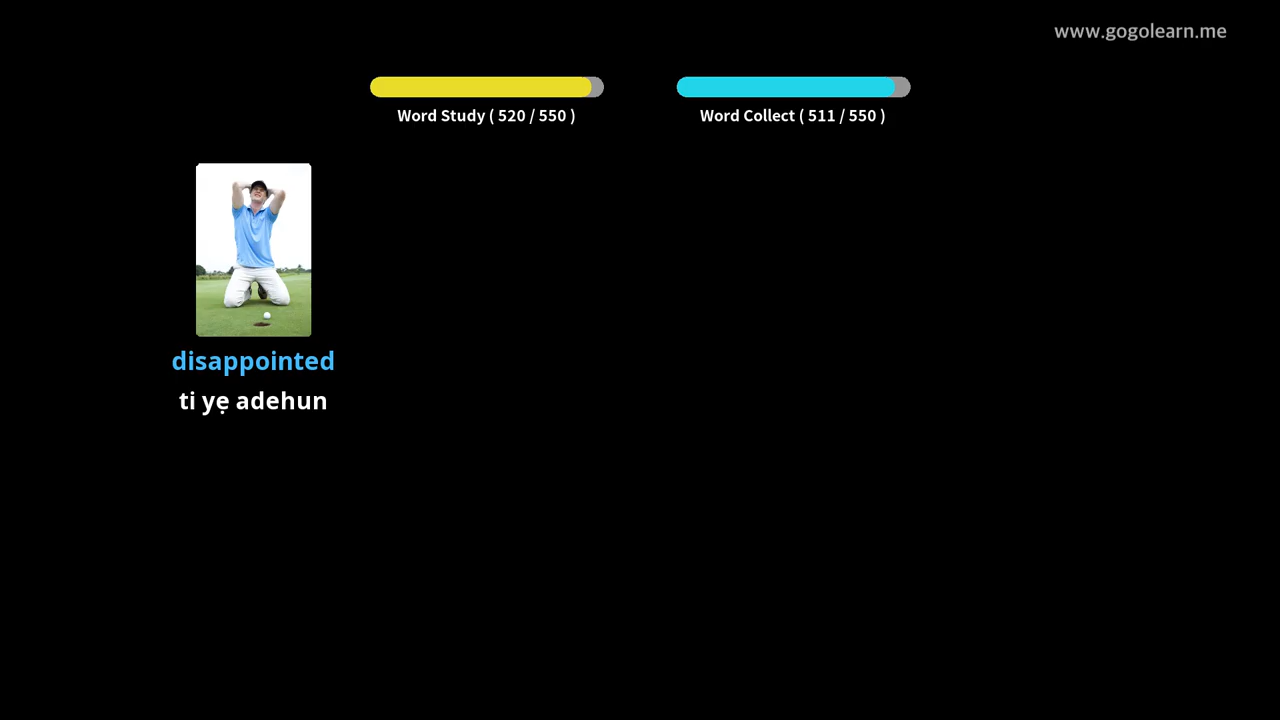 www.gogolearn.me
Word Study ( 520 / 550 )
Word Collect ( 511 / 550 )
disappointed
ti yẹ adehun